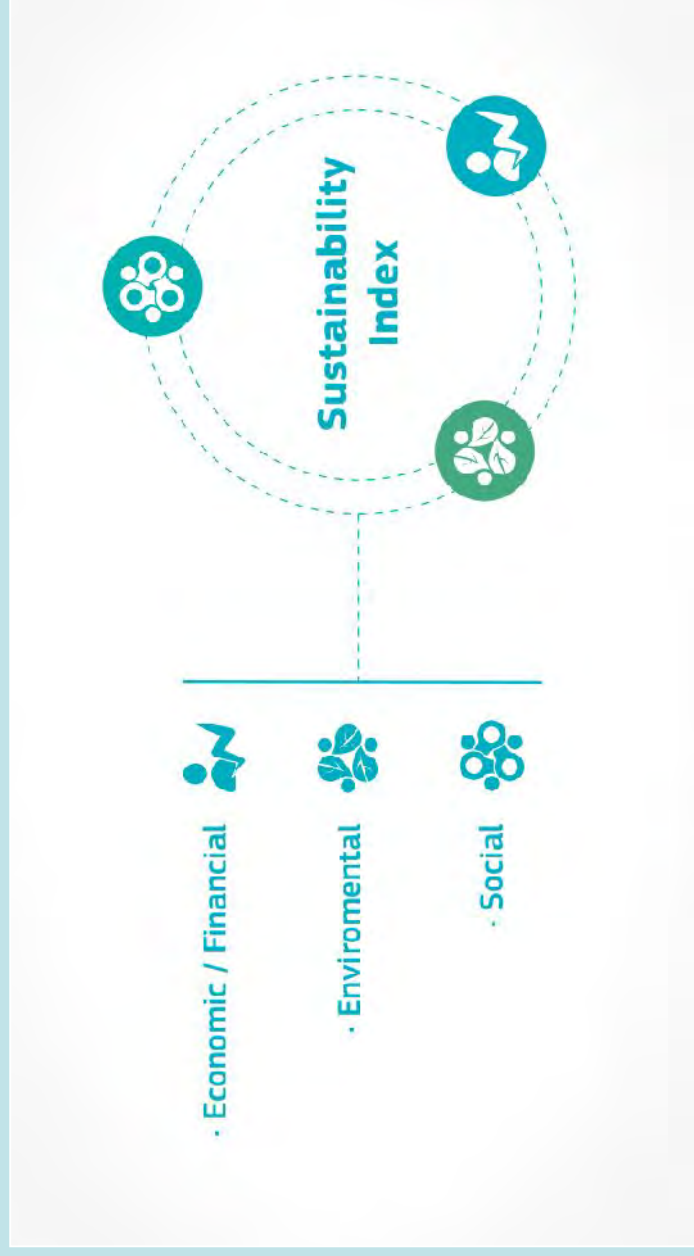 · Economic / Financial
· Enviromental
· Social
Sustainability
Index